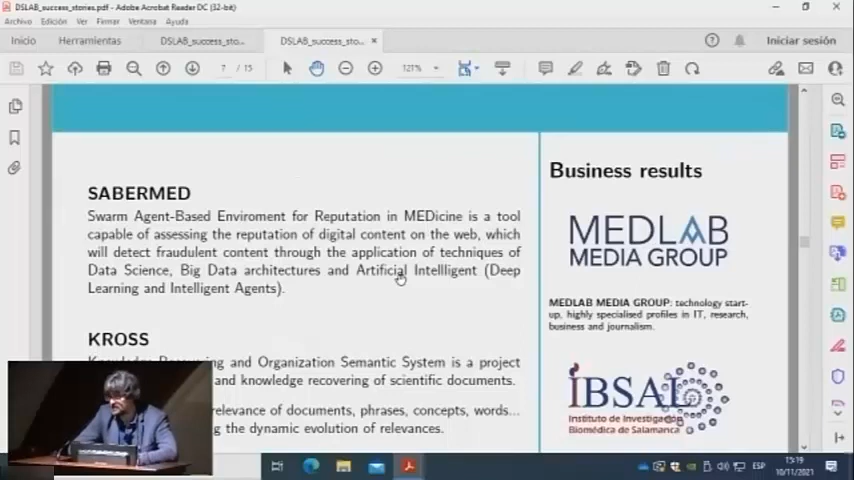 DSLAB_success_stories.pdf - Adobe Acrobat Reader DC (32-bit)
Archivo Edición Ver Firmar Ventana Ayuda
Inicio Herramientas DSLAB_success_sto... DSLAB_success_sto... × Iniciar sesión
7 / 15 121%
SABERMED
Swarm Agent-Based Enviroment for Reputation in MEDicine is a tool
capable of assessing the reputation of digital content on the web, which
will detect fraudulent content through the application of techniques of
Data Science, Big Data architectures and Artificial Intellligent (Deep
Learning and Intelligent Agents).
KROSS
and Organization Semantic System is a project
and knowledge recovering of scientific documents.
relevance of documents, phrases, concepts, words...
the dynamic evolution of relevances.
Business results
MEDLAB
MEDIA GROUP
MEDLAB MEDIA GROUP: technology start-
up, highly specialised profiles in IT, research,
business and journalism.
IBSAL
Instituto de Investigación
Biomédica de Salamanca
ESP
15:19
10/11/2021